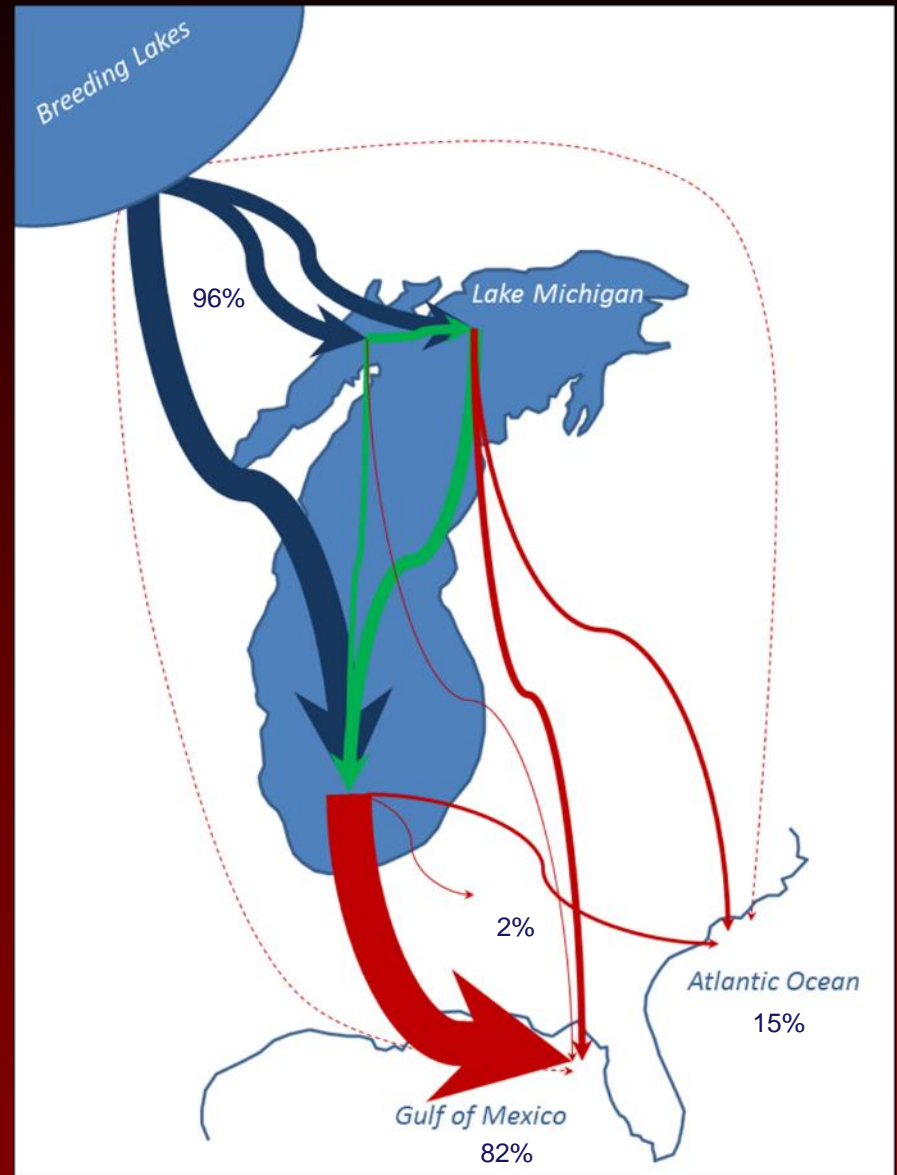 Breeding Lakes
96%
Lake Michigan
2%
Atlantic Ocean
15%
Gulf of Mexico
82%